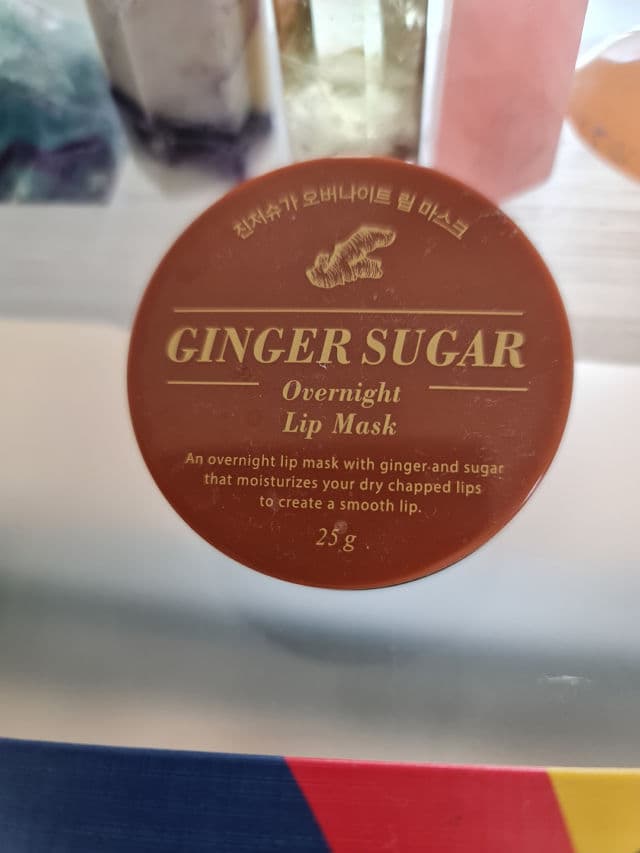 진저슈가 오버나이트 립 마스크
GINGER SUGAR
Overnight
Lip Mask
An overnight lip mask with ginger and sugar
that moisturizes your dry chapped lips
to create a smooth lip.
25 g